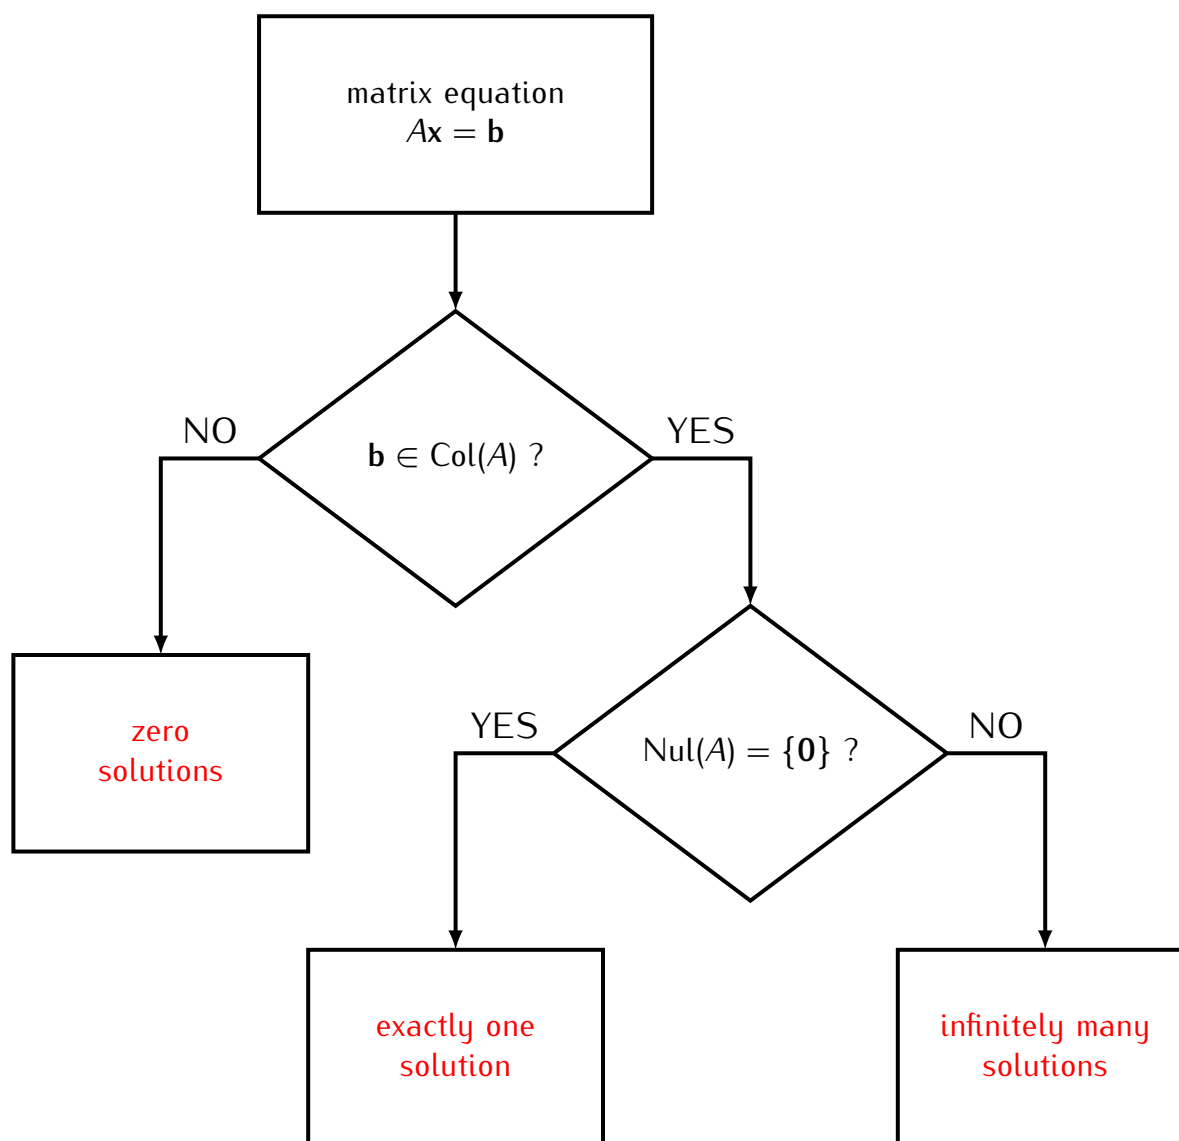 matrix equation
Ax = b
NO
YES
b ∈ Col(A) ?
zero
solutions
YES
NO
Nul(A) = {0} ?
exactly one
solution
infinitely many
solutions